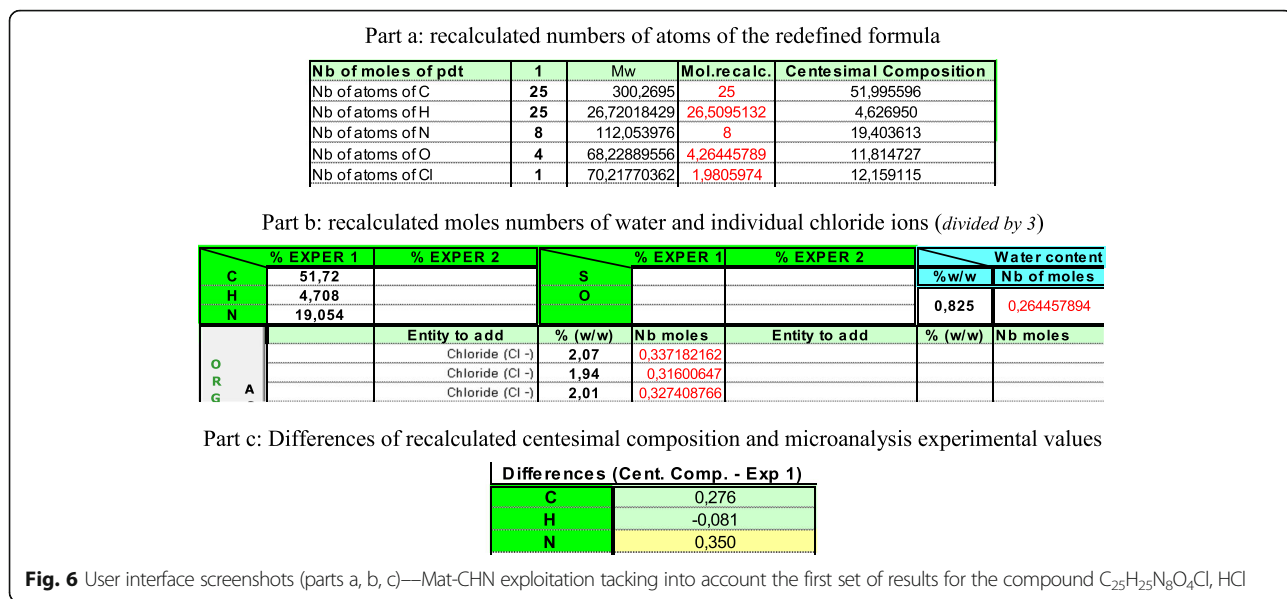 Part a: recalculated numbers of atoms of the redefined formula
Nb of moles of pdt 1 Mw Mol.recalc. Centesimal Composition
Nb of atoms of C 25 300,2695 25 51,995596
Nb of atoms of H 25 26,72018429 26,5095132 4,626950
Nb of atoms of N 8 112,053976 8 19,403613
Nb of atoms of O 4 68,22889556 4,26445789 11,814727
Nb of atoms of Cl 1 70,21770362 1,9805974 12,159115
Part b: recalculated moles numbers of water and individual chloride ions (divided by 3)
% EXPER 1 % EXPER 2 % EXPER 1 % EXPER 2 Water content
C 51,72 S %w/w Nb of moles
H 4,708 O 0,825 0,264457894
N 19,054
Entity to add % (w/w) Nb moles Entity to add % (w/w) Nb moles
O Chloride (Cl -) 2,07 0,337182162
R A Chloride (Cl -) 1,94 0,31600647
G Chloride (Cl -) 2,01 0,327408766
Part c: Differences of recalculated centesimal composition and microanalysis experimental values
Differences (Cent. Comp. - Exp 1)
C 0,276
H -0,081
N 0,350
Fig. 6 User interface screenshots (parts a, b, c)––Mat-CHN exploitation tacking into account the first set of results for the compound C₂₅H₂₅N₈O₄Cl, HCl